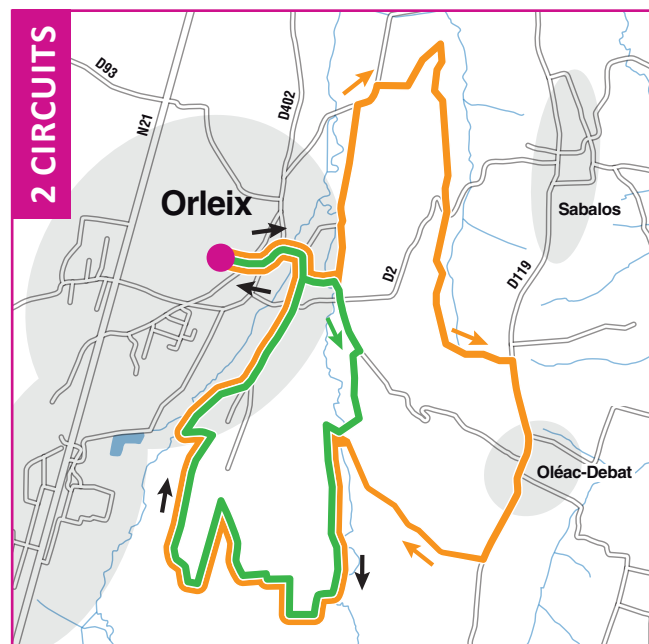 2 CIRCUITS
D93
N21
D402
Orleix
Sabalos
D2
D119
Oléac-Debat